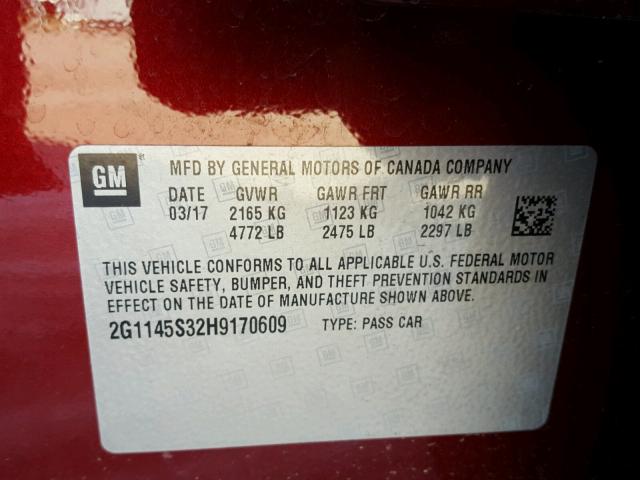 GM
MFD BY GENERAL MOTORS OF CANADA COMPANY
DATE GVWR GAWR FRT GAWR RR
03/17 2165 KG 1123 KG 1042 KG
4772 LB 2475 LB 2297 LB
THIS VEHICLE CONFORMS TO ALL APPLICABLE U.S. FEDERAL MOTOR
VEHICLE SAFETY, BUMPER, AND THEFT PREVENTION STANDARDS IN
EFFECT ON THE DATE OF MANUFACTURE SHOWN ABOVE.
2G1145S32H9170609 TYPE: PASS CAR